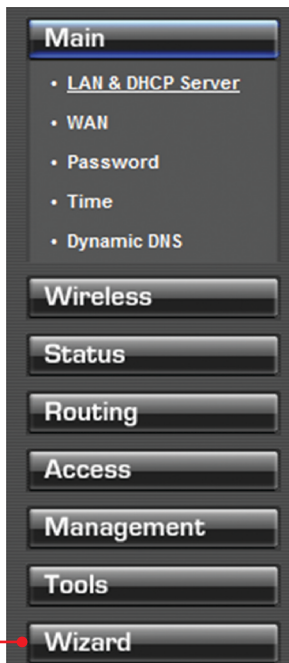 Main
• LAN & DHCP Server
• WAN
• Password
• Time
• Dynamic DNS
Wireless
Status
Routing
Access
Management
Tools
Wizard